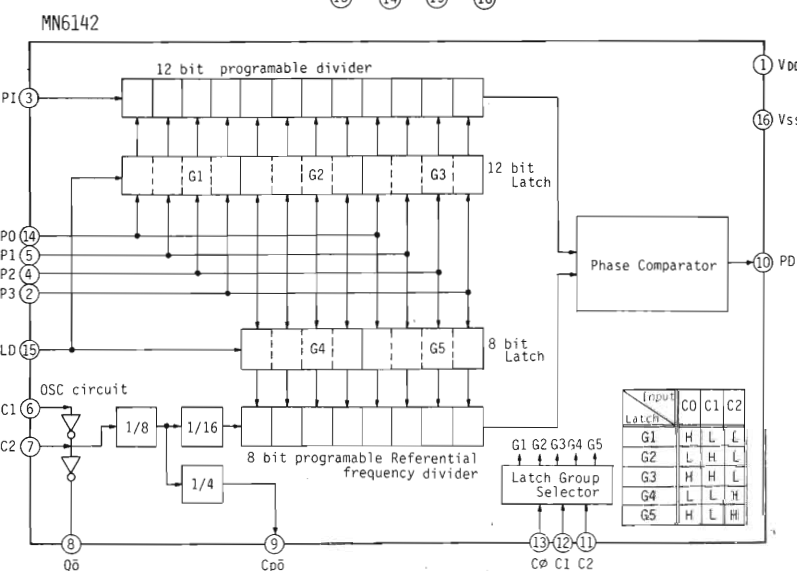 MN6142
12 bit programable divider
1 VDD
PI 3
16 Vss
G1 G2 G3
12 bit
Latch
P0 14
P1 5
P2 4
P3 2
Phase Comparator
10 PD
LD 15
G4 G5
8 bit
Latch
OSC circuit
C1 6
C2 7
1/8
1/16
1/4
8 bit programable Referential
frequency divider
G1 G2 G3 G4 G5
Latch Group
Selector
Input
Latch
C0 C1 C2
G1 H L L
G2 L H L
G3 H H L
G4 L L H
G5 H L H
8
9
13 12 11
Qō
Cpō
CØ C1 C2